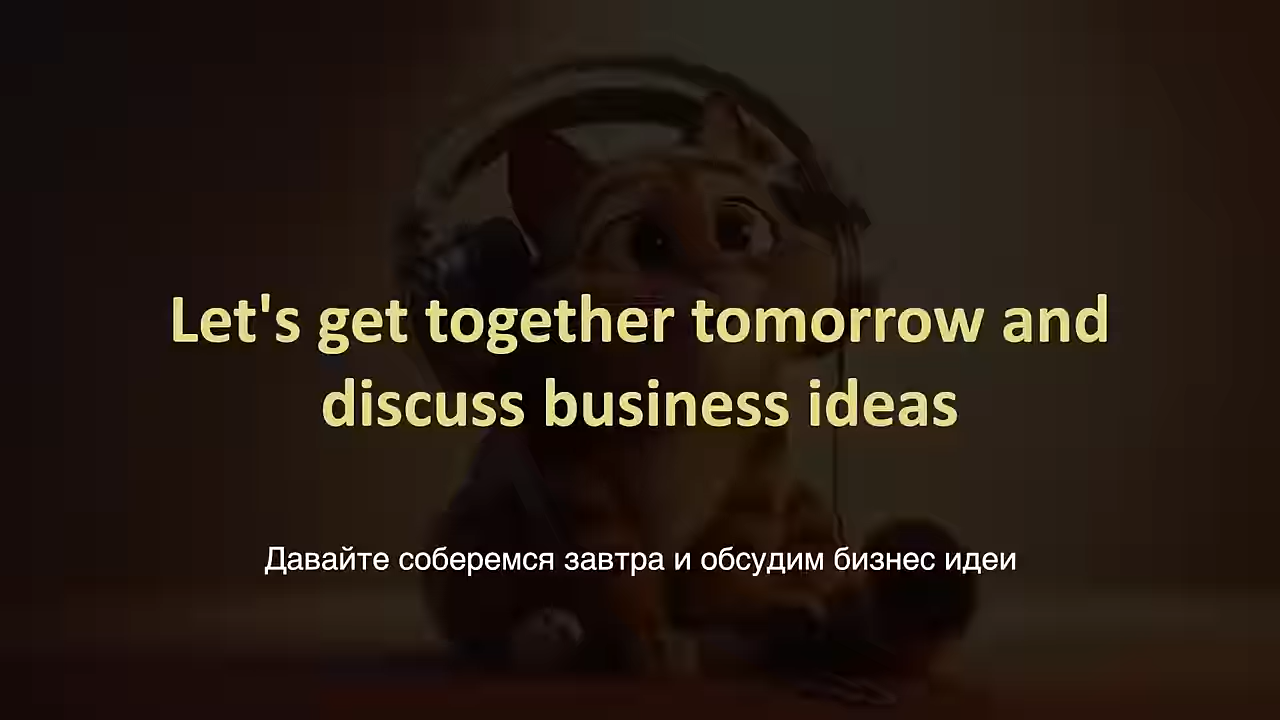 Let's get together tomorrow and
discuss business ideas
Давайте соберемся завтра и обсудим бизнес идеи